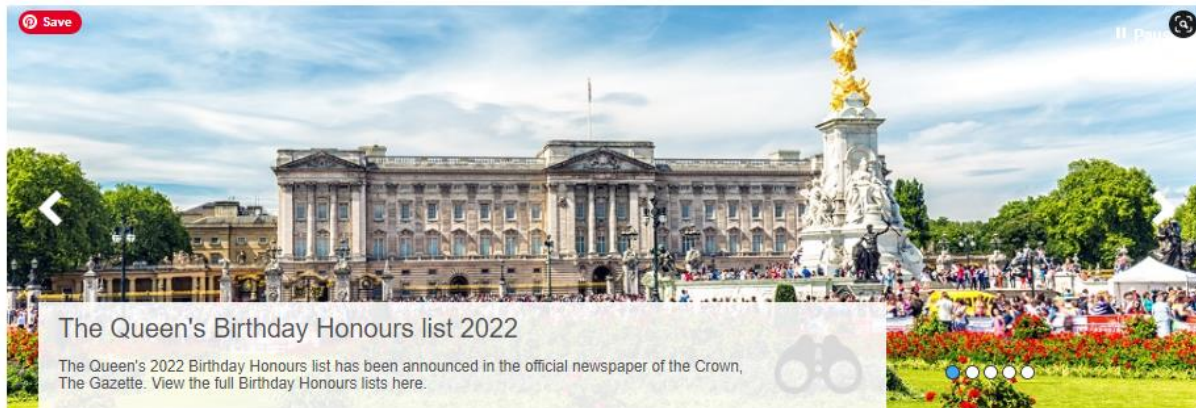 Save
Pause
The Queen's Birthday Honours list 2022
The Queen's 2022 Birthday Honours list has been announced in the official newspaper of the Crown,
The Gazette. View the full Birthday Honours lists here.